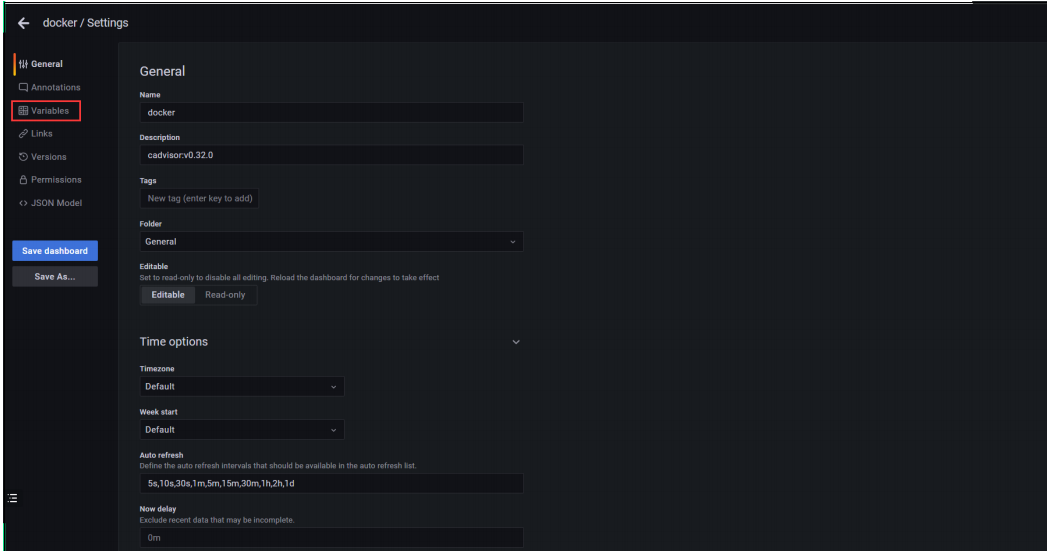 docker / Settings
General
Annotations
Variables
Links
Versions
Permissions
JSON Model
Save dashboard
Save As...
General
Name
docker
Description
cadvisor:v0.32.0
Tags
New tag (enter key to add)
Folder
General
Editable
Set to read-only to disable all editing. Reload the dashboard for changes to take effect
Editable Read-only
Time options
Timezone
Default
Week start
Default
Auto refresh
Define the auto refresh intervals that should be available in the auto refresh list.
5s,10s,30s,1m,5m,15m,30m,1h,2h,1d
Now delay
Exclude recent data that may be incomplete.
0m